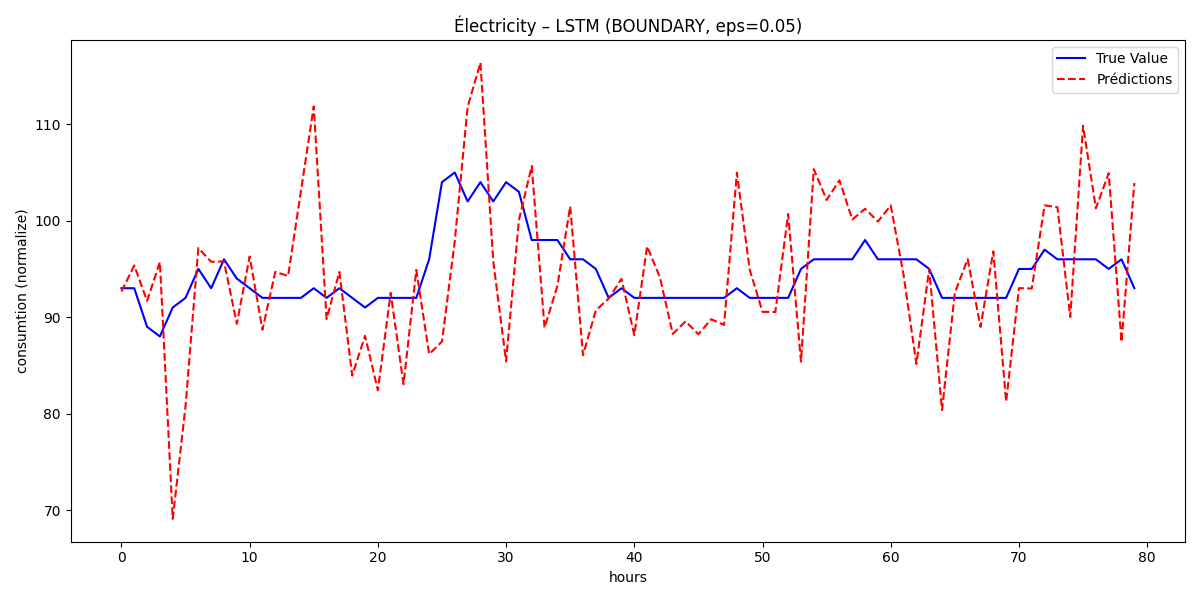 Électricity – LSTM (BOUNDARY, eps=0.05)
True Value
Prédictions
consumtion (normalize)
110
100
90
80
70
0 10 20 30 40 50 60 70 80
hours